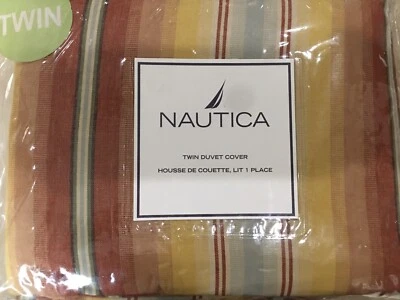 TWIN
NAUTICA
TWIN DUVET COVER
HOUSSE DE COUETTE, LIT 1 PLACE